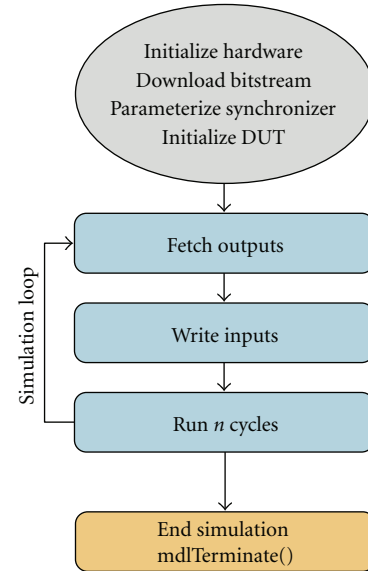 Initialize hardware
Download bitstream
Parameterize synchronizer
Initialize DUT
Fetch outputs
Simulation loop
Write inputs
Run n cycles
End simulation
mdlTerminate()